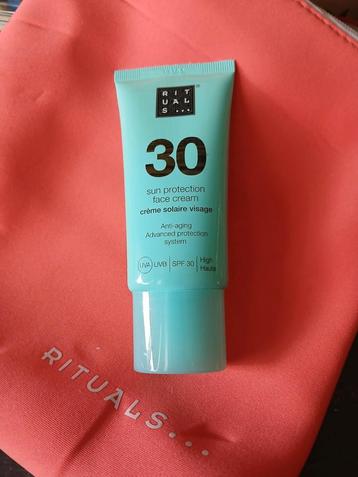 RIT
UAL
S...
30
sun protection
face cream
crème solaire visage
Anti-aging
Advanced protection
system
UVA UVB SPF 30 High
Haute
RITUALS...